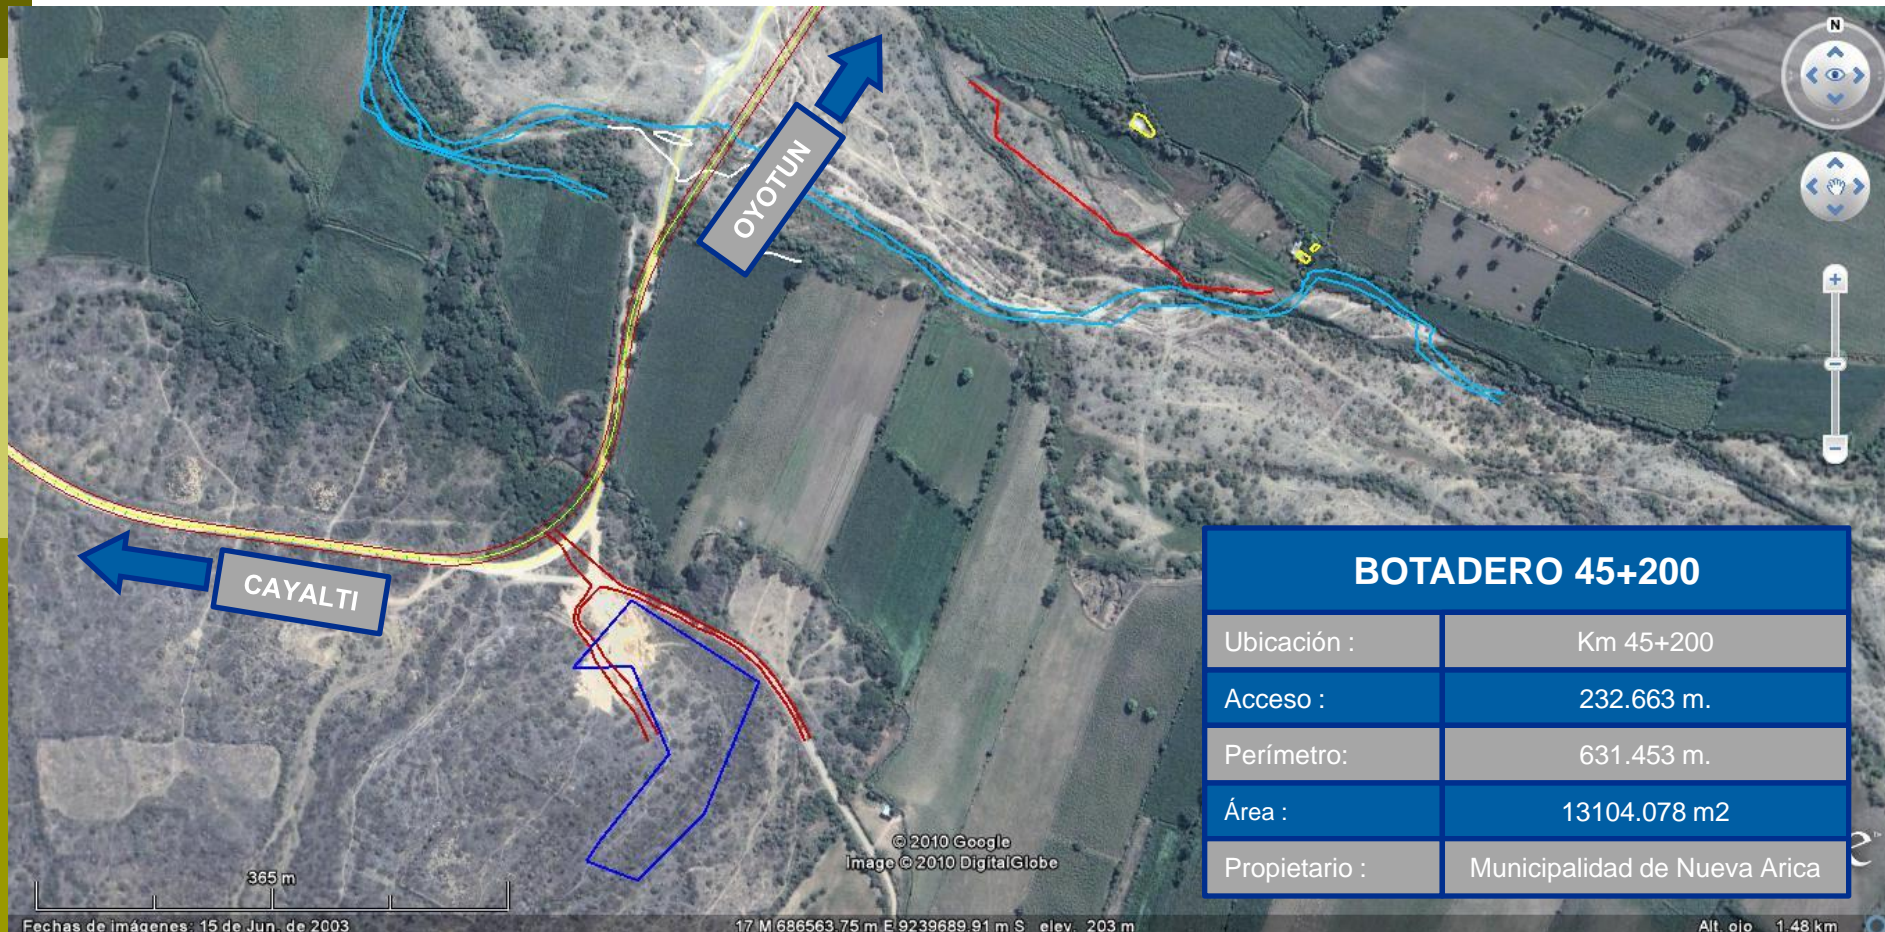 N
OYOTUN
CAYALTI
BOTADERO 45+200
Ubicación : Km 45+200
Acceso : 232.663 m.
Perímetro: 631.453 m.
Área : 13104.078 m2
Propietario : Municipalidad de Nueva Arica
© 2010 Google
Image © 2010 DigitalGlobe
365 m
Fechas de imágenes: 15 de Jun. de 2003 17 M 686563.75 m E 9239689.91 m S elev. 203 m Alt. ojo 1.48 km